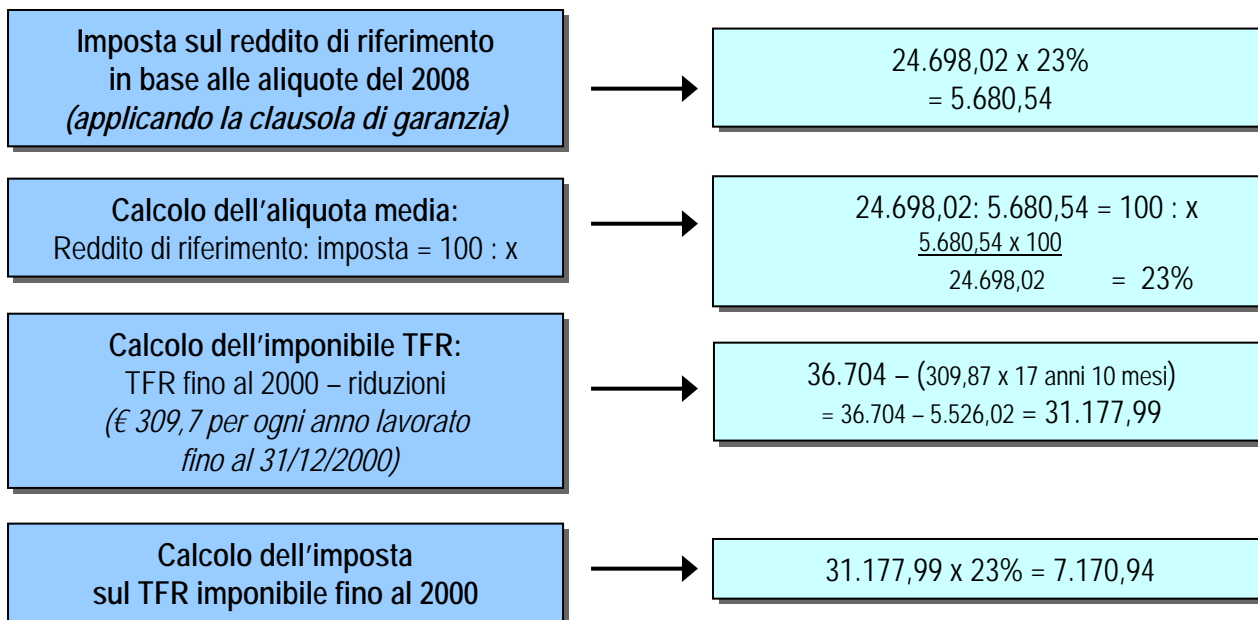 Imposta sul reddito di riferimento
in base alle aliquote del 2008
(applicando la clausola di garanzia)
24.698,02 x 23%
= 5.680,54
Calcolo dell'aliquota media:
Reddito di riferimento: imposta = 100 : x
24.698,02: 5.680,54 = 100 : x
5.680,54 x 100
24.698,02 = 23%
Calcolo dell'imponibile TFR:
TFR fino al 2000 – riduzioni
(€ 309,7 per ogni anno lavorato
fino al 31/12/2000)
36.704 – (309,87 x 17 anni 10 mesi)
= 36.704 – 5.526,02 = 31.177,99
Calcolo dell'imposta
sul TFR imponibile fino al 2000
31.177,99 x 23% = 7.170,94